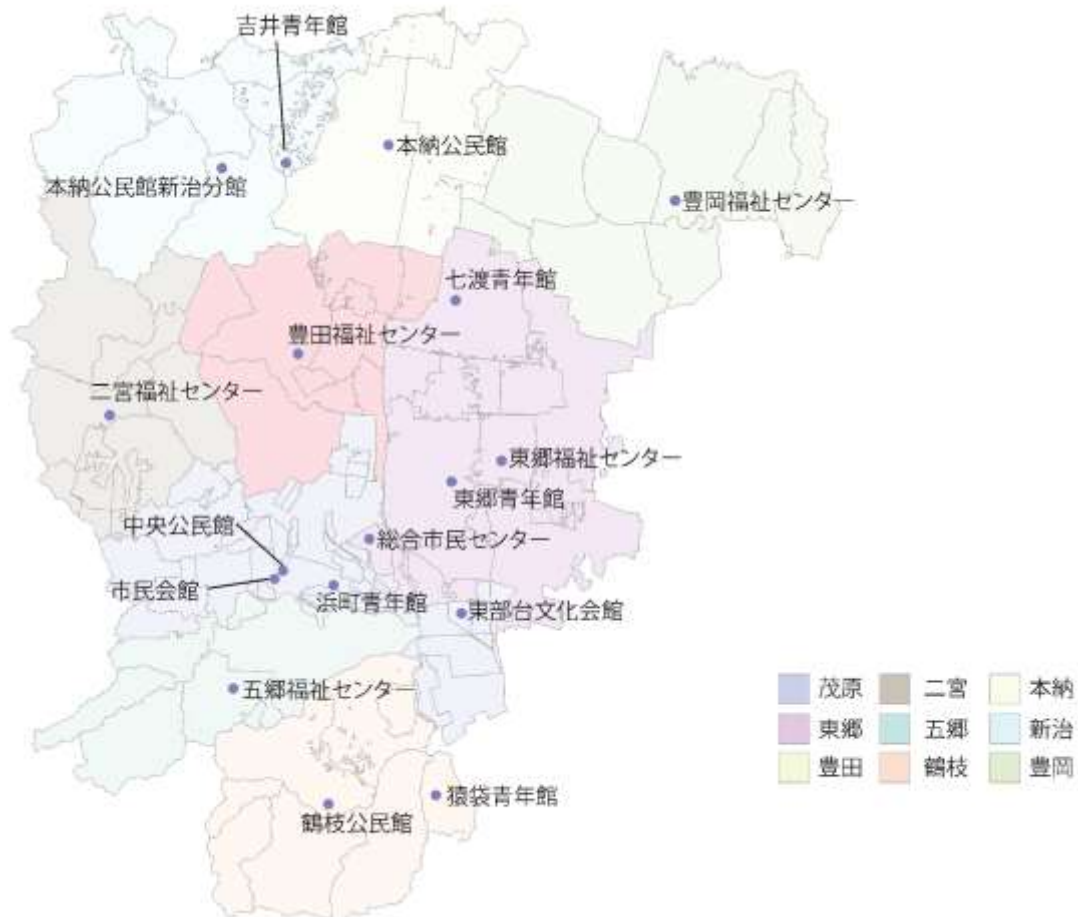 吉井青年館
本納公民館
本納公民館新治分館
豊岡福祉センター
七渡青年館
豊田福祉センター
二宮福祉センター
東郷福祉センター
東郷青年館
中央公民館
総合市民センター
市民会館
浜町青年館
東部台文化会館
五郷福祉センター
猿袋青年館
鶴枝公民館
茂原 二宮 本納
東郷 五郷 新治
豊田 鶴枝 豊岡